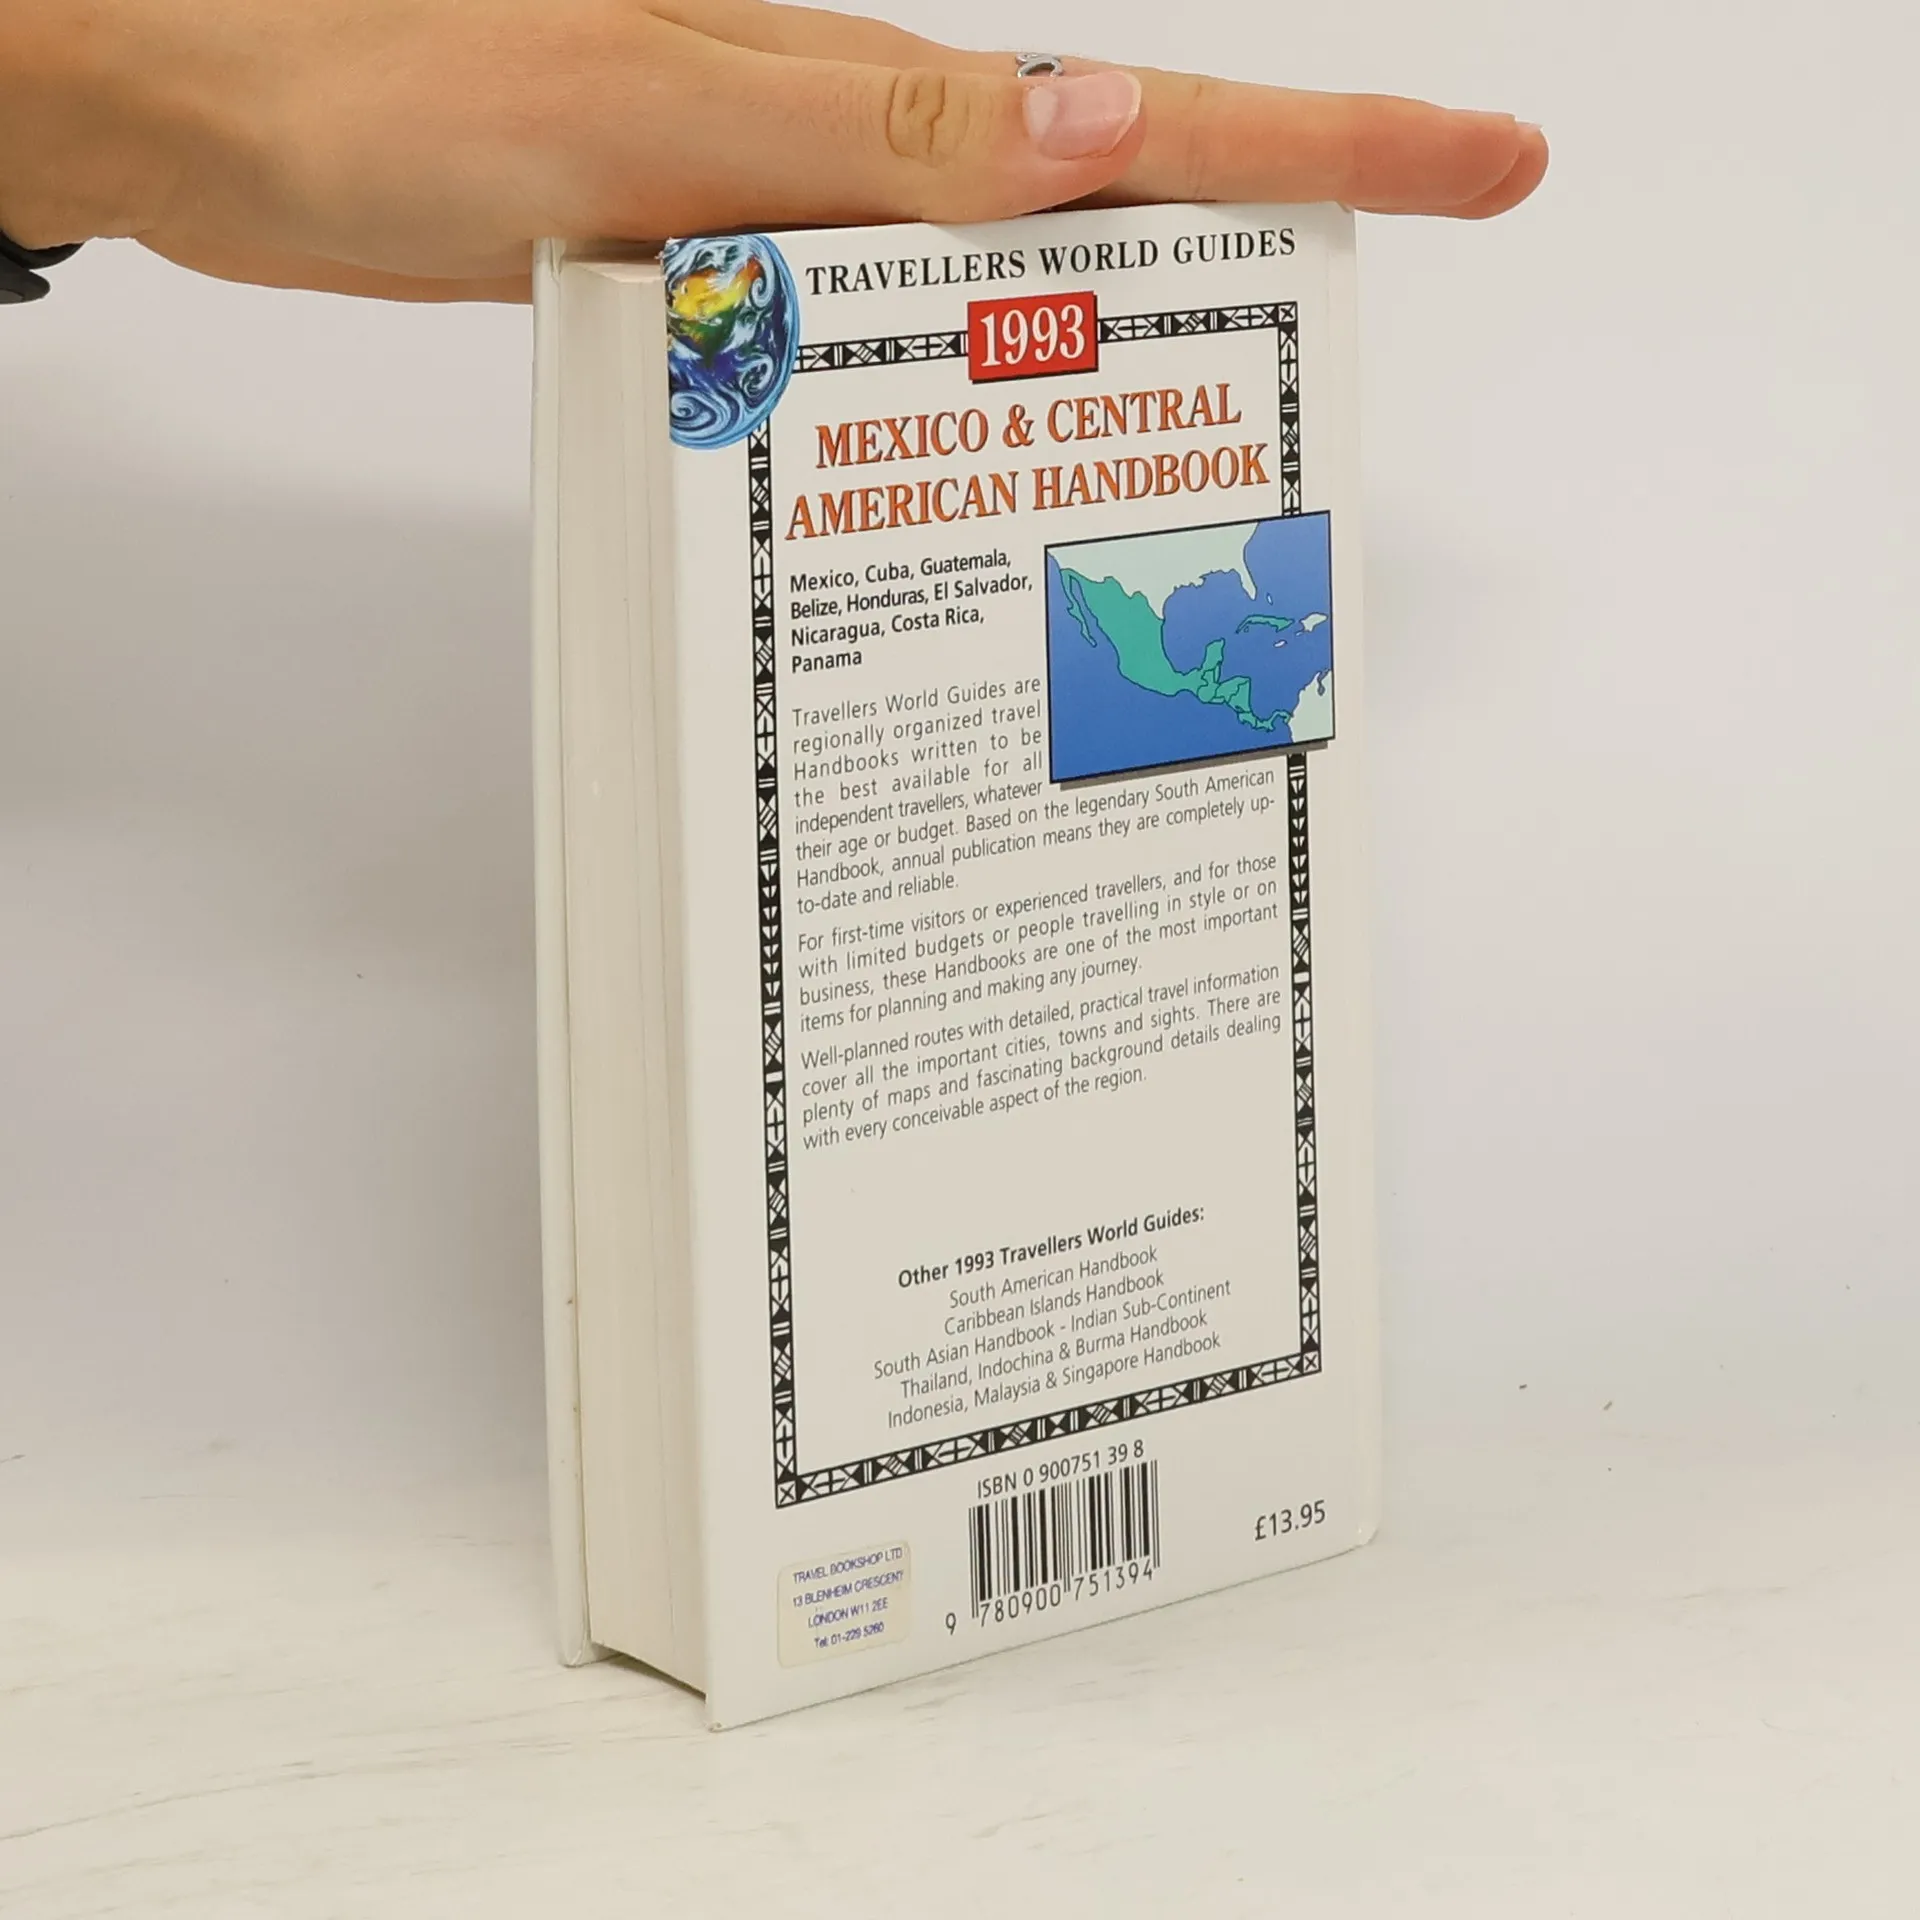 TRAVELLERS WORLD GUIDES
1993
MEXICO & CENTRAL
AMERICAN HANDBOOK
Mexico, Cuba, Guatemala,
Belize, Honduras, El Salvador,
Nicaragua, Costa Rica,
Panama
Travellers World Guides are
regionally organized travel
Handbooks written to be
the best available for all
independent travellers, whatever
their age or budget. Based on the legendary South American
Handbook, annual publication means they are completely up-
to-date and reliable.
For first-time visitors or experienced travellers, and for those
with limited budgets or people travelling in style or on
business, these Handbooks are one of the most important
items for planning and making any journey.
Well-planned routes with detailed, practical travel information
cover all the important cities, towns and sights. There are
plenty of maps and fascinating background details dealing
with every conceivable aspect of the region.
Other 1993 Travellers World Guides:
South American Handbook
Caribbean Islands Handbook
South Asian Handbook - Indian Sub-Continent
Thailand, Indochina & Burma Handbook
Indonesia, Malaysia & Singapore Handbook
ISBN 0 900751 39 8
9 780900 751394
£13.95
TRAVEL BOOKSHOP LTD
13 BLENHEIM CRESCENT
LONDON W11 2EE
Tel: 01-229 5260